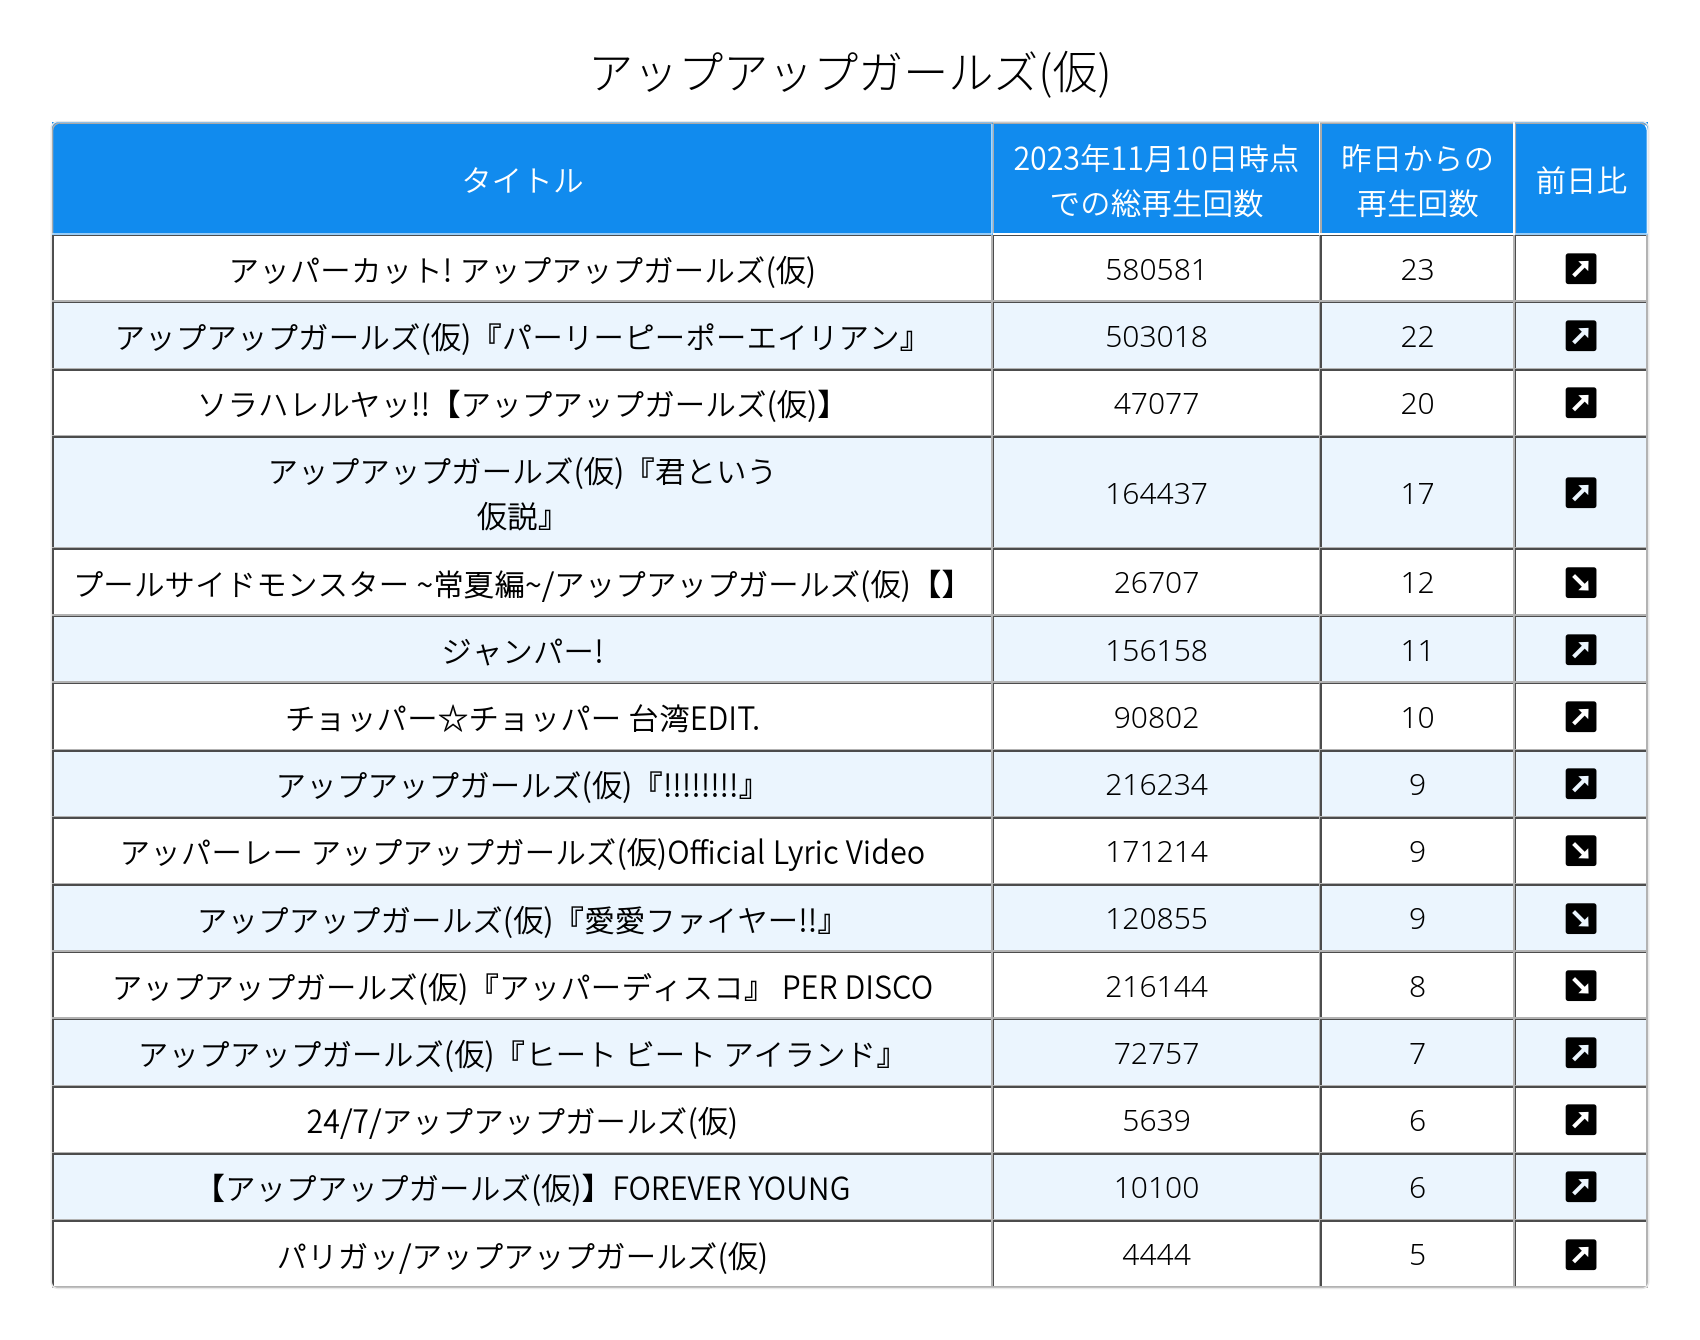 アップアップガールズ(仮)
タイトル 2023年11月10日時点での総再生回数 昨日からの再生回数 前日比
アッパーカット! アップアップガールズ(仮) 580581 23
アップアップガールズ(仮)『パーリーピーポーエイリアン』 503018 22
ソラハレルヤッ!!【アップアップガールズ(仮)】 47077 20
アップアップガールズ(仮)『君という
仮説』 164437 17
プールサイドモンスター ~常夏編~/アップアップガールズ(仮)【】 26707 12
ジャンパー! 156158 11
チョッパー☆チョッパー 台湾EDIT. 90802 10
アップアップガールズ(仮)『!!!!!!!!』 216234 9
アッパーレー アップアップガールズ(仮)Official Lyric Video 171214 9
アップアップガールズ(仮)『愛愛ファイヤー!!』 120855 9
アップアップガールズ(仮)『アッパーディスコ』 PER DISCO 216144 8
アップアップガールズ(仮)『ヒート ビート アイランド』 72757 7
24/7/アップアップガールズ(仮) 5639 6
【アップアップガールズ(仮)】FOREVER YOUNG 10100 6
パリガッ/アップアップガールズ(仮) 4444 5